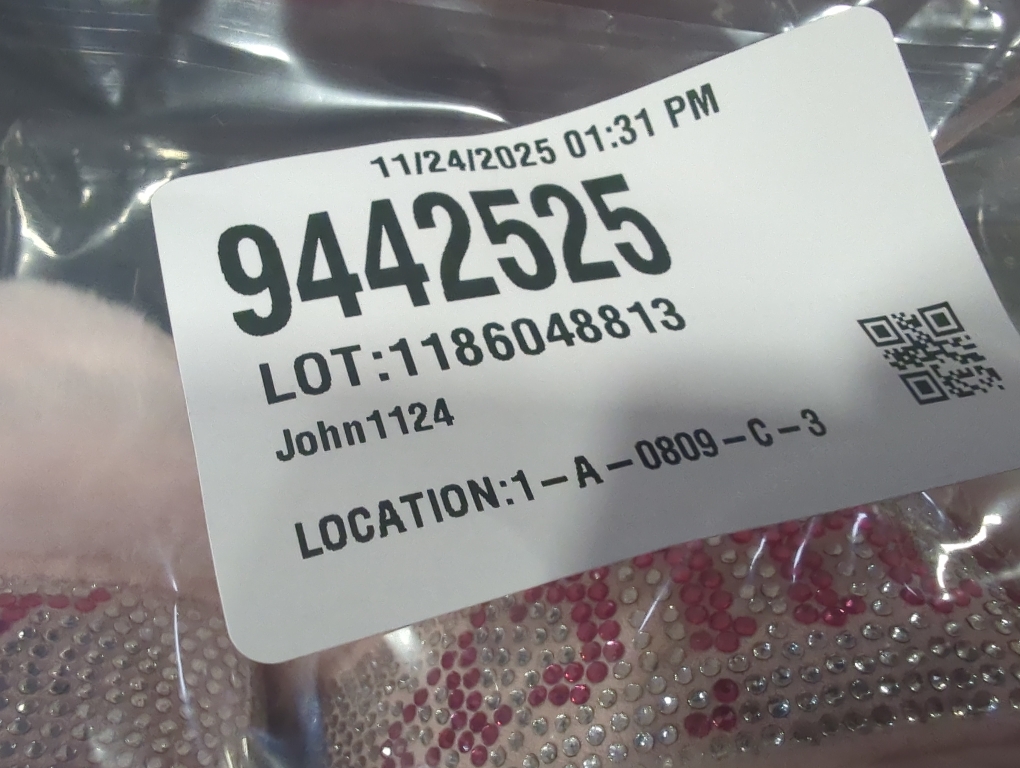 11/24/2025 01:31 PM
9442525
LOT:1186048813
John1124
LOCATION:1-A-0809-C-3